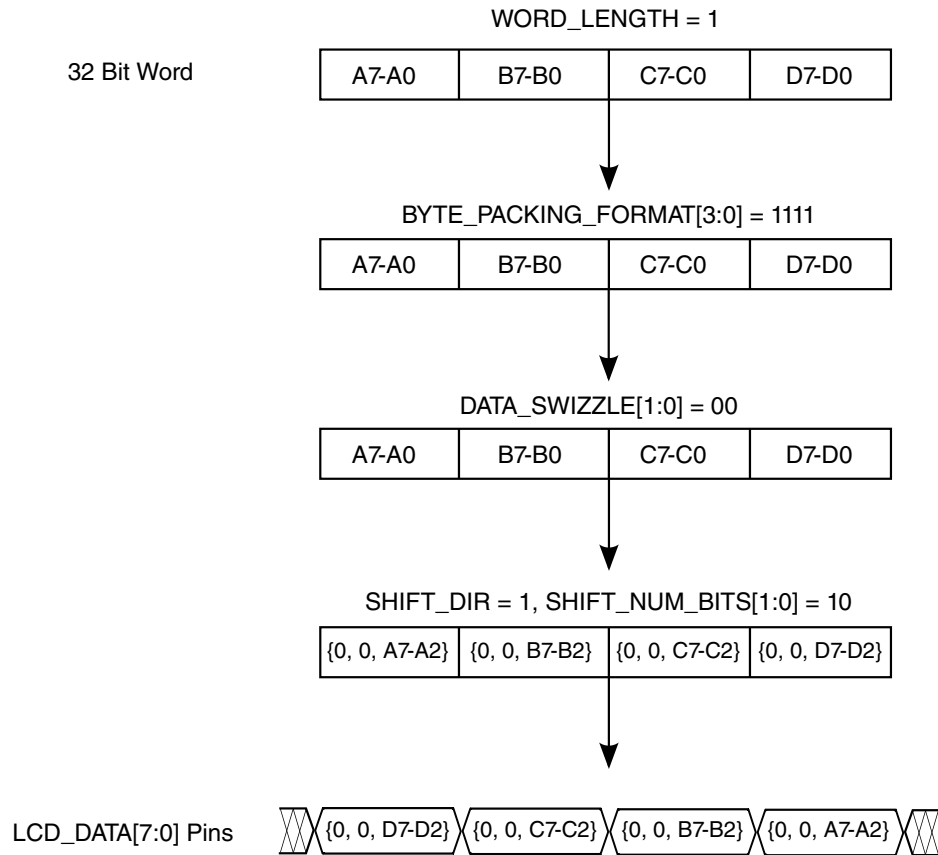 WORD_LENGTH = 1
32 Bit Word
A7-A0 B7-B0 C7-C0 D7-D0
BYTE_PACKING_FORMAT[3:0] = 1111
A7-A0 B7-B0 C7-C0 D7-D0
DATA_SWIZZLE[1:0] = 00
A7-A0 B7-B0 C7-C0 D7-D0
SHIFT_DIR = 1, SHIFT_NUM_BITS[1:0] = 10
{0, 0, A7-A2} {0, 0, B7-B2} {0, 0, C7-C2} {0, 0, D7-D2}
LCD_DATA[7:0] Pins {0, 0, D7-D2} {0, 0, C7-C2} {0, 0, B7-B2} {0, 0, A7-A2}